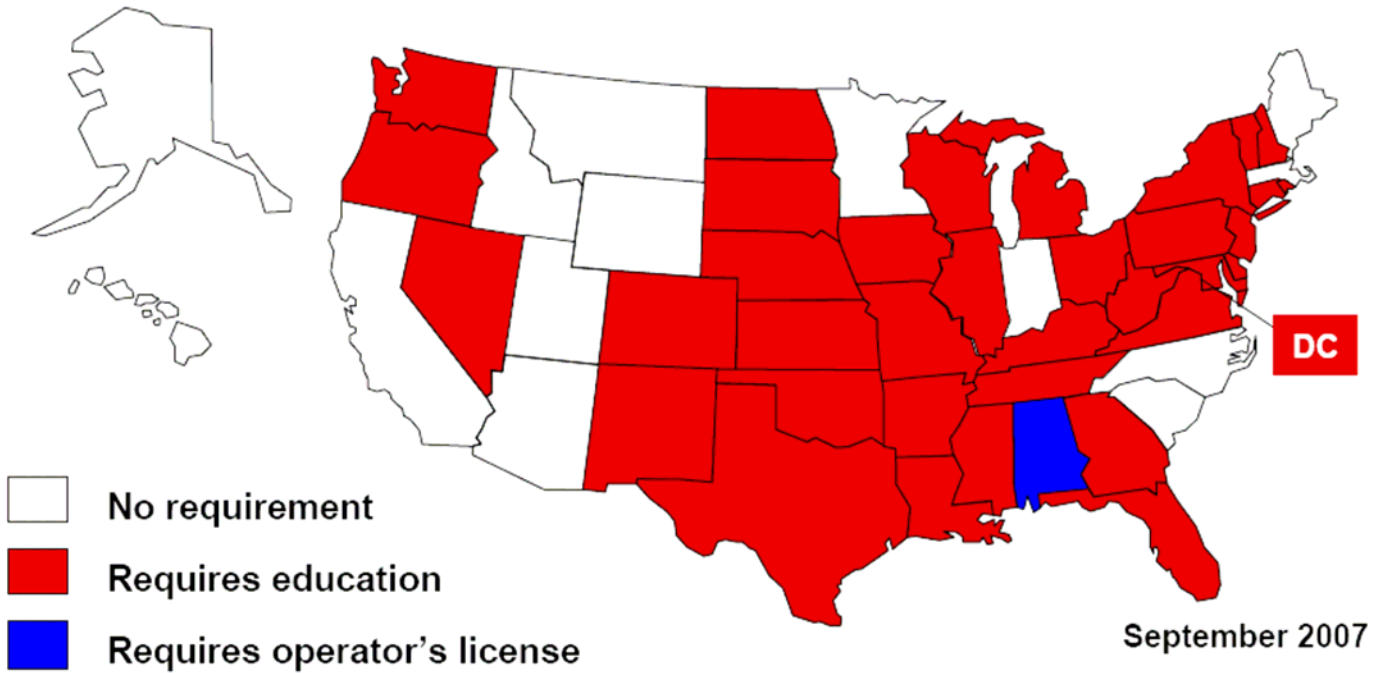 DC
No requirement
Requires education
Requires operator's license
September 2007